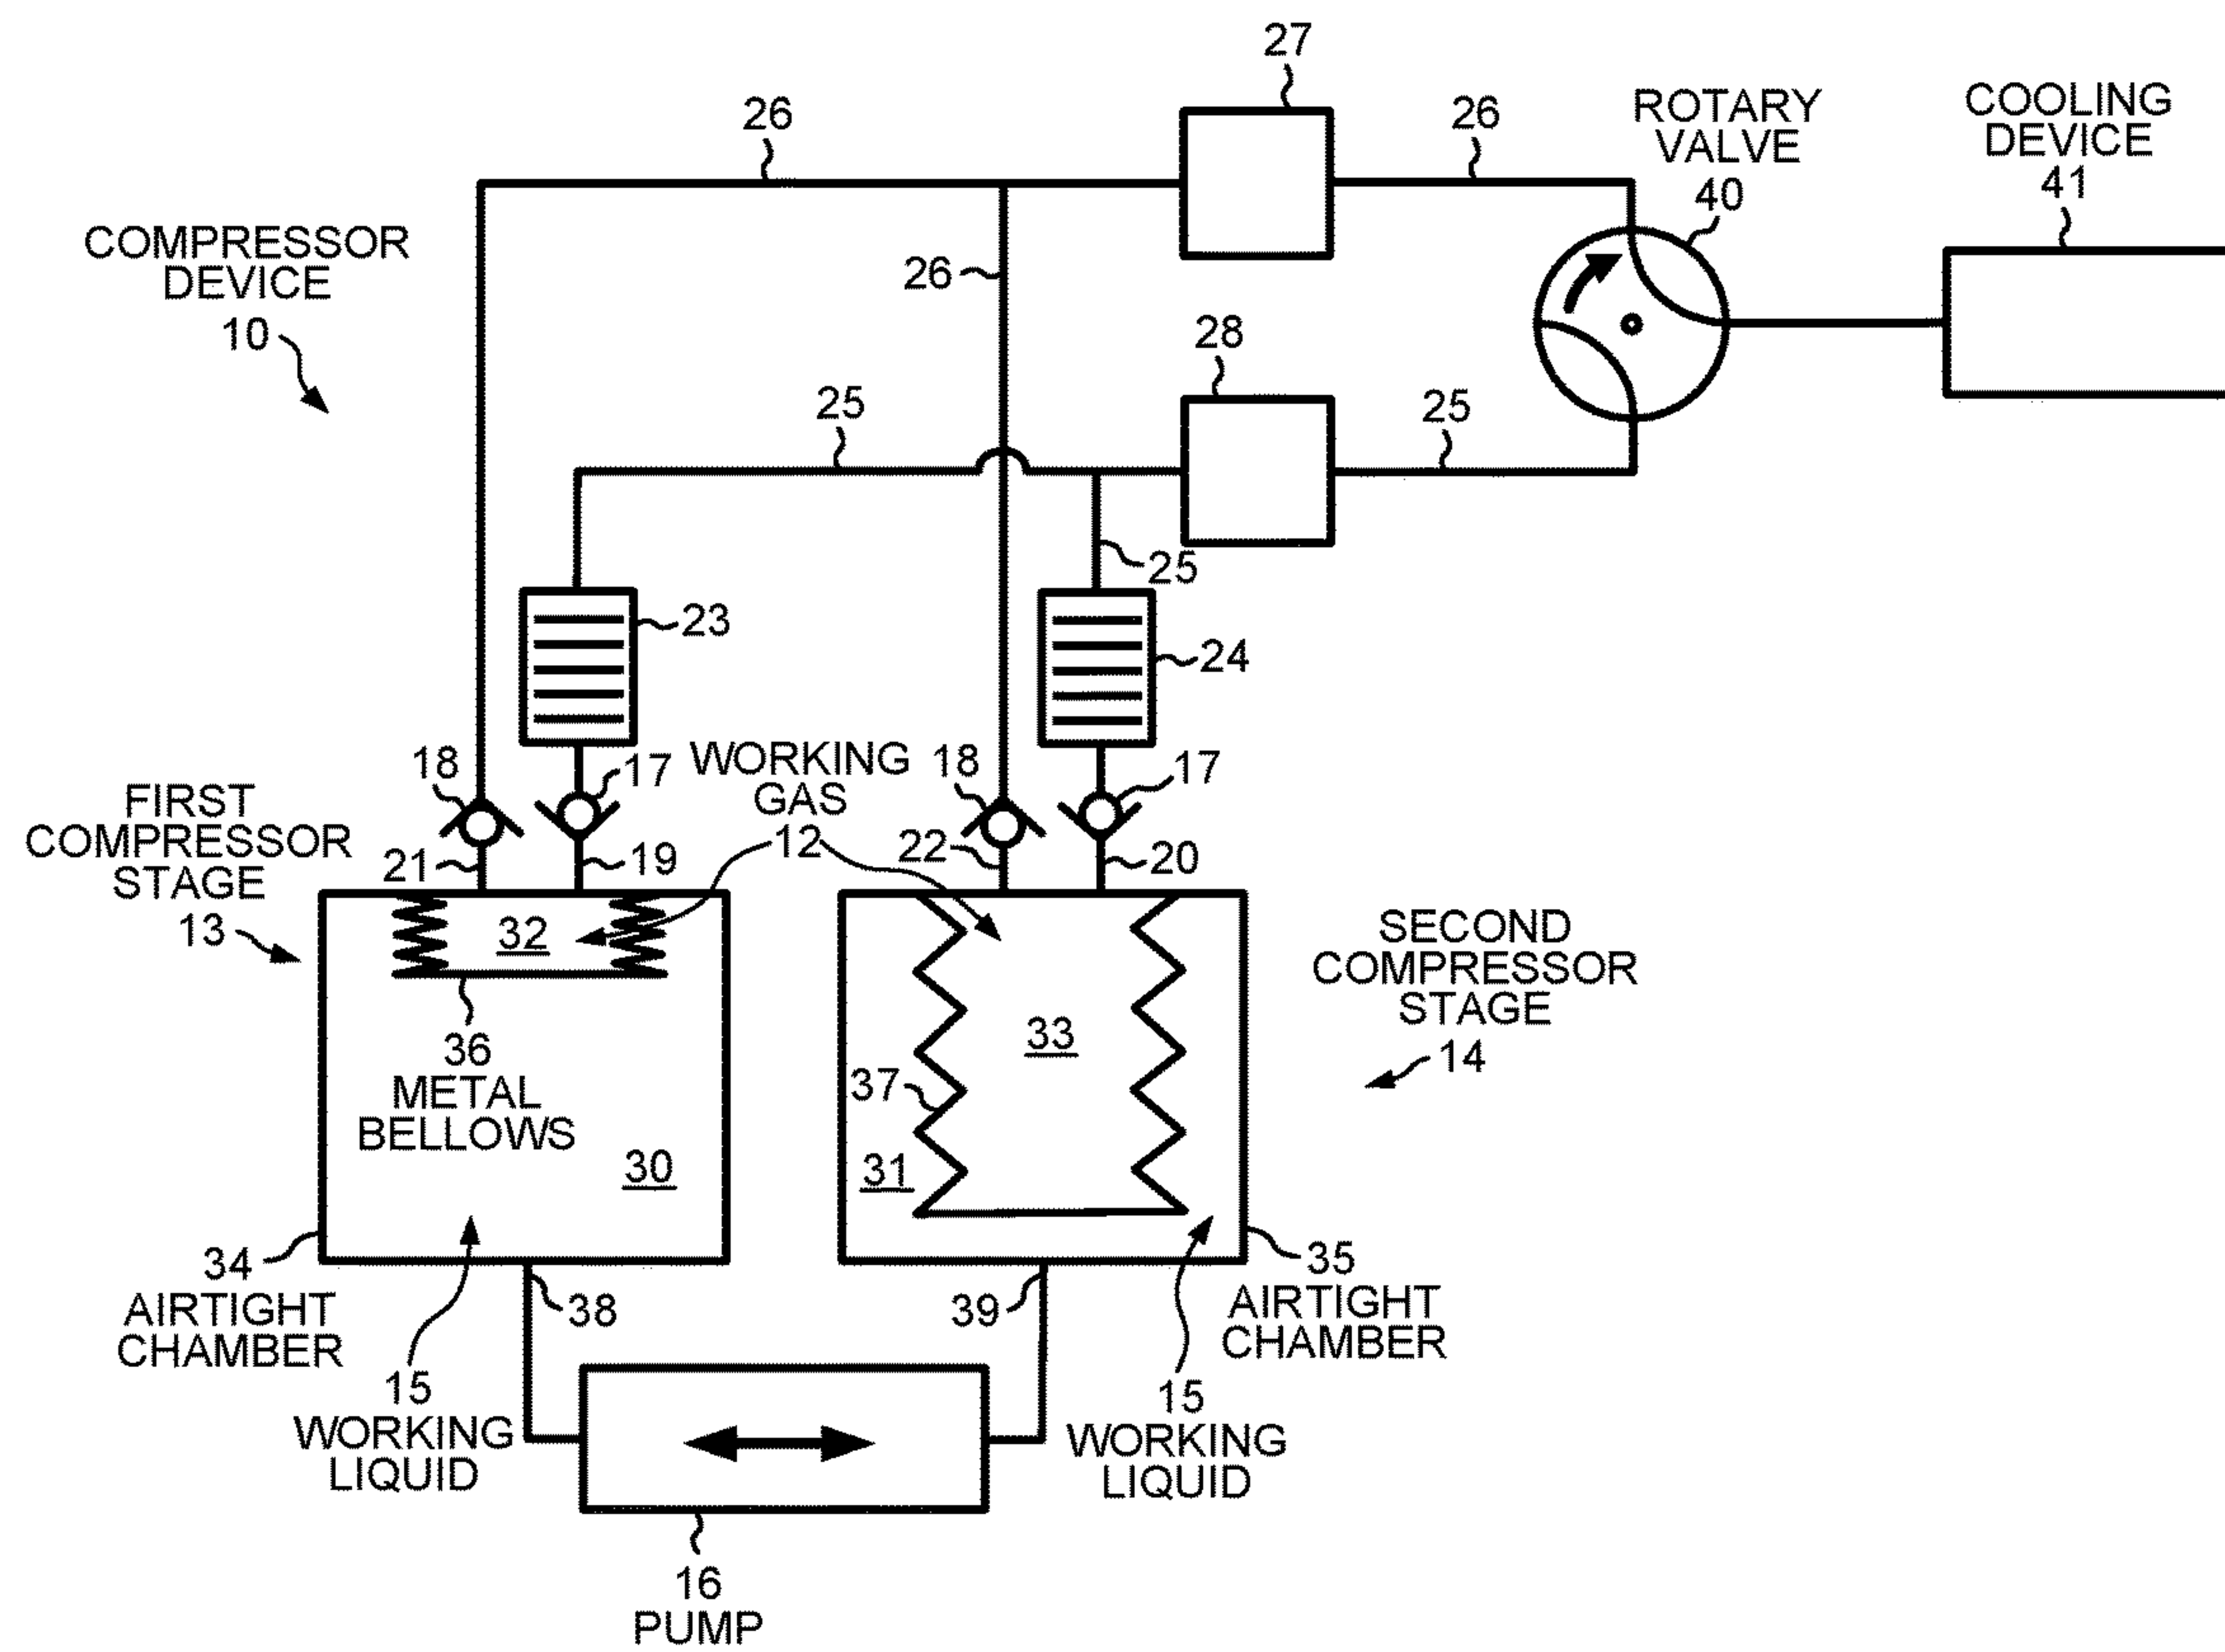 27
26
26
ROTARY
VALVE
40
COOLING
DEVICE
41
COMPRESSOR
DEVICE
10
26
28
25
25
25
23
24
18
17
WORKING
GAS
12
18
17
FIRST
COMPRESSOR
STAGE
13
21
19
22
20
32
33
SECOND
COMPRESSOR
STAGE
14
36
METAL
BELLOWS
37
30
31
34
AIRTIGHT
CHAMBER
38
39
35
AIRTIGHT
CHAMBER
15
WORKING
LIQUID
15
WORKING
LIQUID
16
PUMP